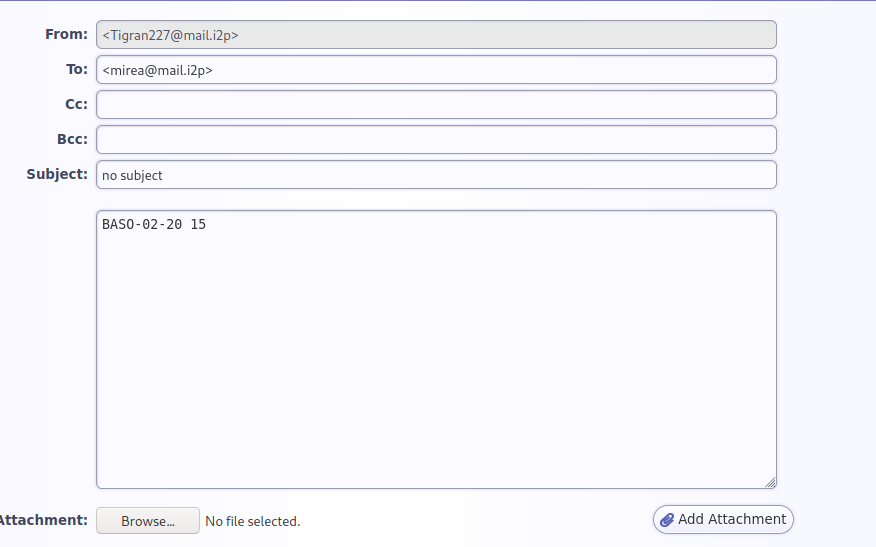 From: <Tigran227@mail.i2p>
To: <mirea@mail.i2p>
Cc:
Bcc:
Subject: no subject
BASO-02-20 15
Attachment: Browse... No file selected. Add Attachment